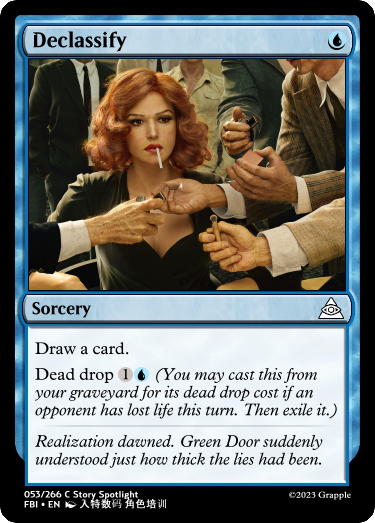 Declassify
Sorcery
Draw a card.
Dead drop 1 (You may cast this from
your graveyard for its dead drop cost if an
opponent has lost life this turn. Then exile it.)
Realization dawned. Green Door suddenly
understood just how thick the lies had been.
053/266 C Story Spotlight
FBI • EN 入特数码 角色培训
©2023 Grapple